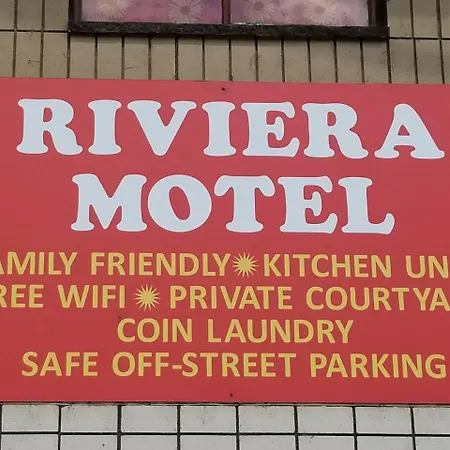 RIVIERA
MOTEL
AMILY FRIENDLY✹KITCHEN UN
REE WIFI✹PRIVATE COURTYA
COIN LAUNDRY
SAFE OFF-STREET PARKING